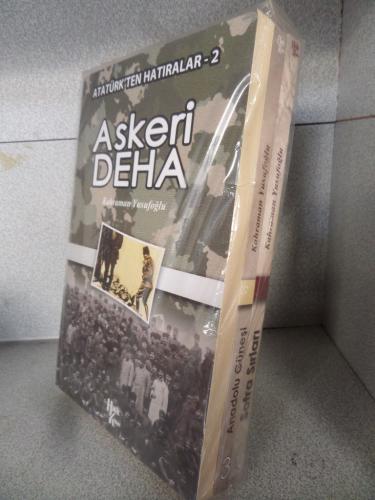 ATATÜRK'TEN HATIRALAR - 2
Askeri
DEHA
Kahraman Yusufoğlu
Kahraman Yusufoğlu
Kahraman Yusufoğlu
Anadolu Güneşi
Sofra Sırları